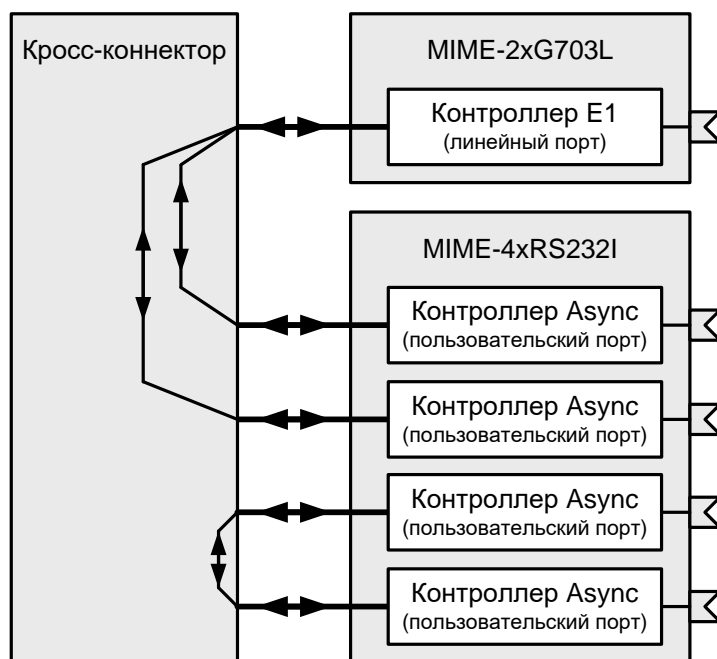 Кросс-коннектор
MIME-2xG703L
Контроллер E1
(линейный порт)
MIME-4xRS232I
Контроллер Async
(пользовательский порт)
Контроллер Async
(пользовательский порт)
Контроллер Async
(пользовательский порт)
Контроллер Async
(пользовательский порт)